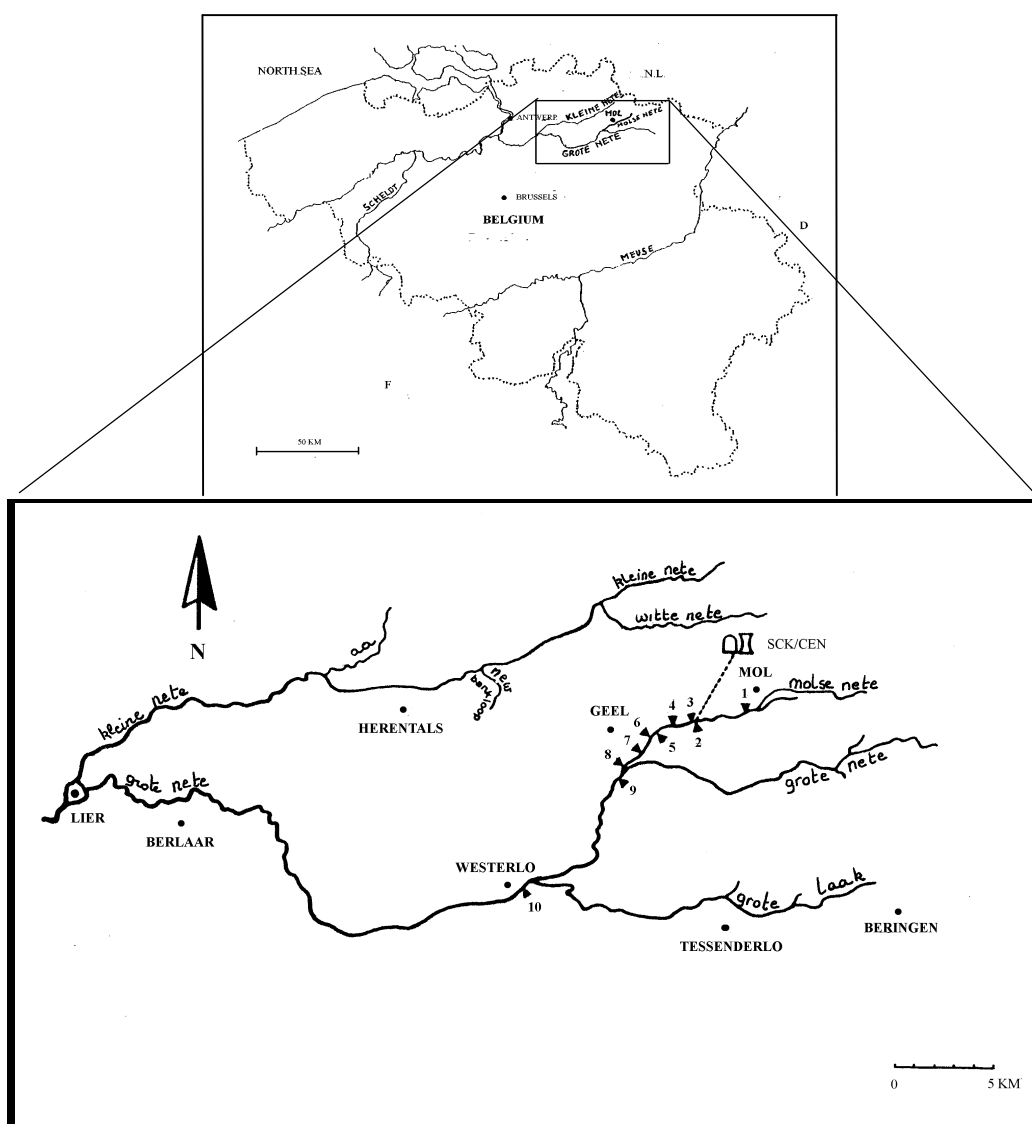 NORTH SEA
N.L.
ANTWERP.
KLEINE NETE
MOL
MOLSE NETE
GROTE NETE
SCHELDT
BRUSSELS
BELGIUM
D
MEUSE
F
50 KM
N
kleine nete
witte nete
SCK/CEN
aa
new
MOL
molse nete
kleine nete
HERENTALS
GEEL
1
2
3
4
5
6
7
8
9
grote nete
grote nete
LIER
BERLAAR
WESTERLO
10
grote laak
TESSENDERLO
BERINGEN
0 5 KM